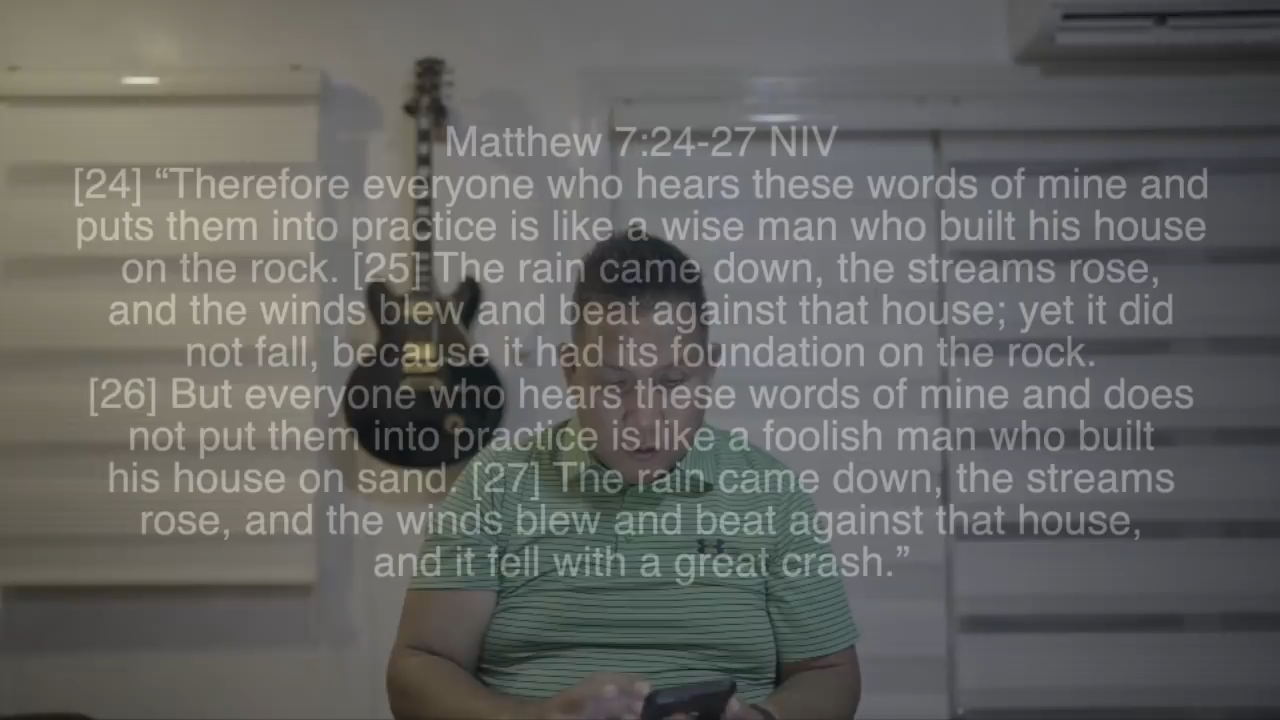 Matthew 7:24-27 NIV
[24] “Therefore everyone who hears these words of mine and
puts them into practice is like a wise man who built his house
on the rock. [25] The rain came down, the streams rose,
and the winds blew and beat against that house; yet it did
not fall, because it had its foundation on the rock.
[26] But everyone who hears these words of mine and does
not put them into practice is like a foolish man who built
his house on sand. [27] The rain came down, the streams
rose, and the winds blew and beat against that house,
and it fell with a great crash.”